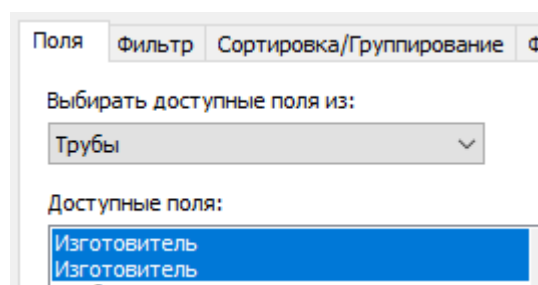 Поля Фильтр Сортировка/Группирование
Выбирать доступные поля из:
Трубы
Доступные поля:
Изготовитель
Изготовитель